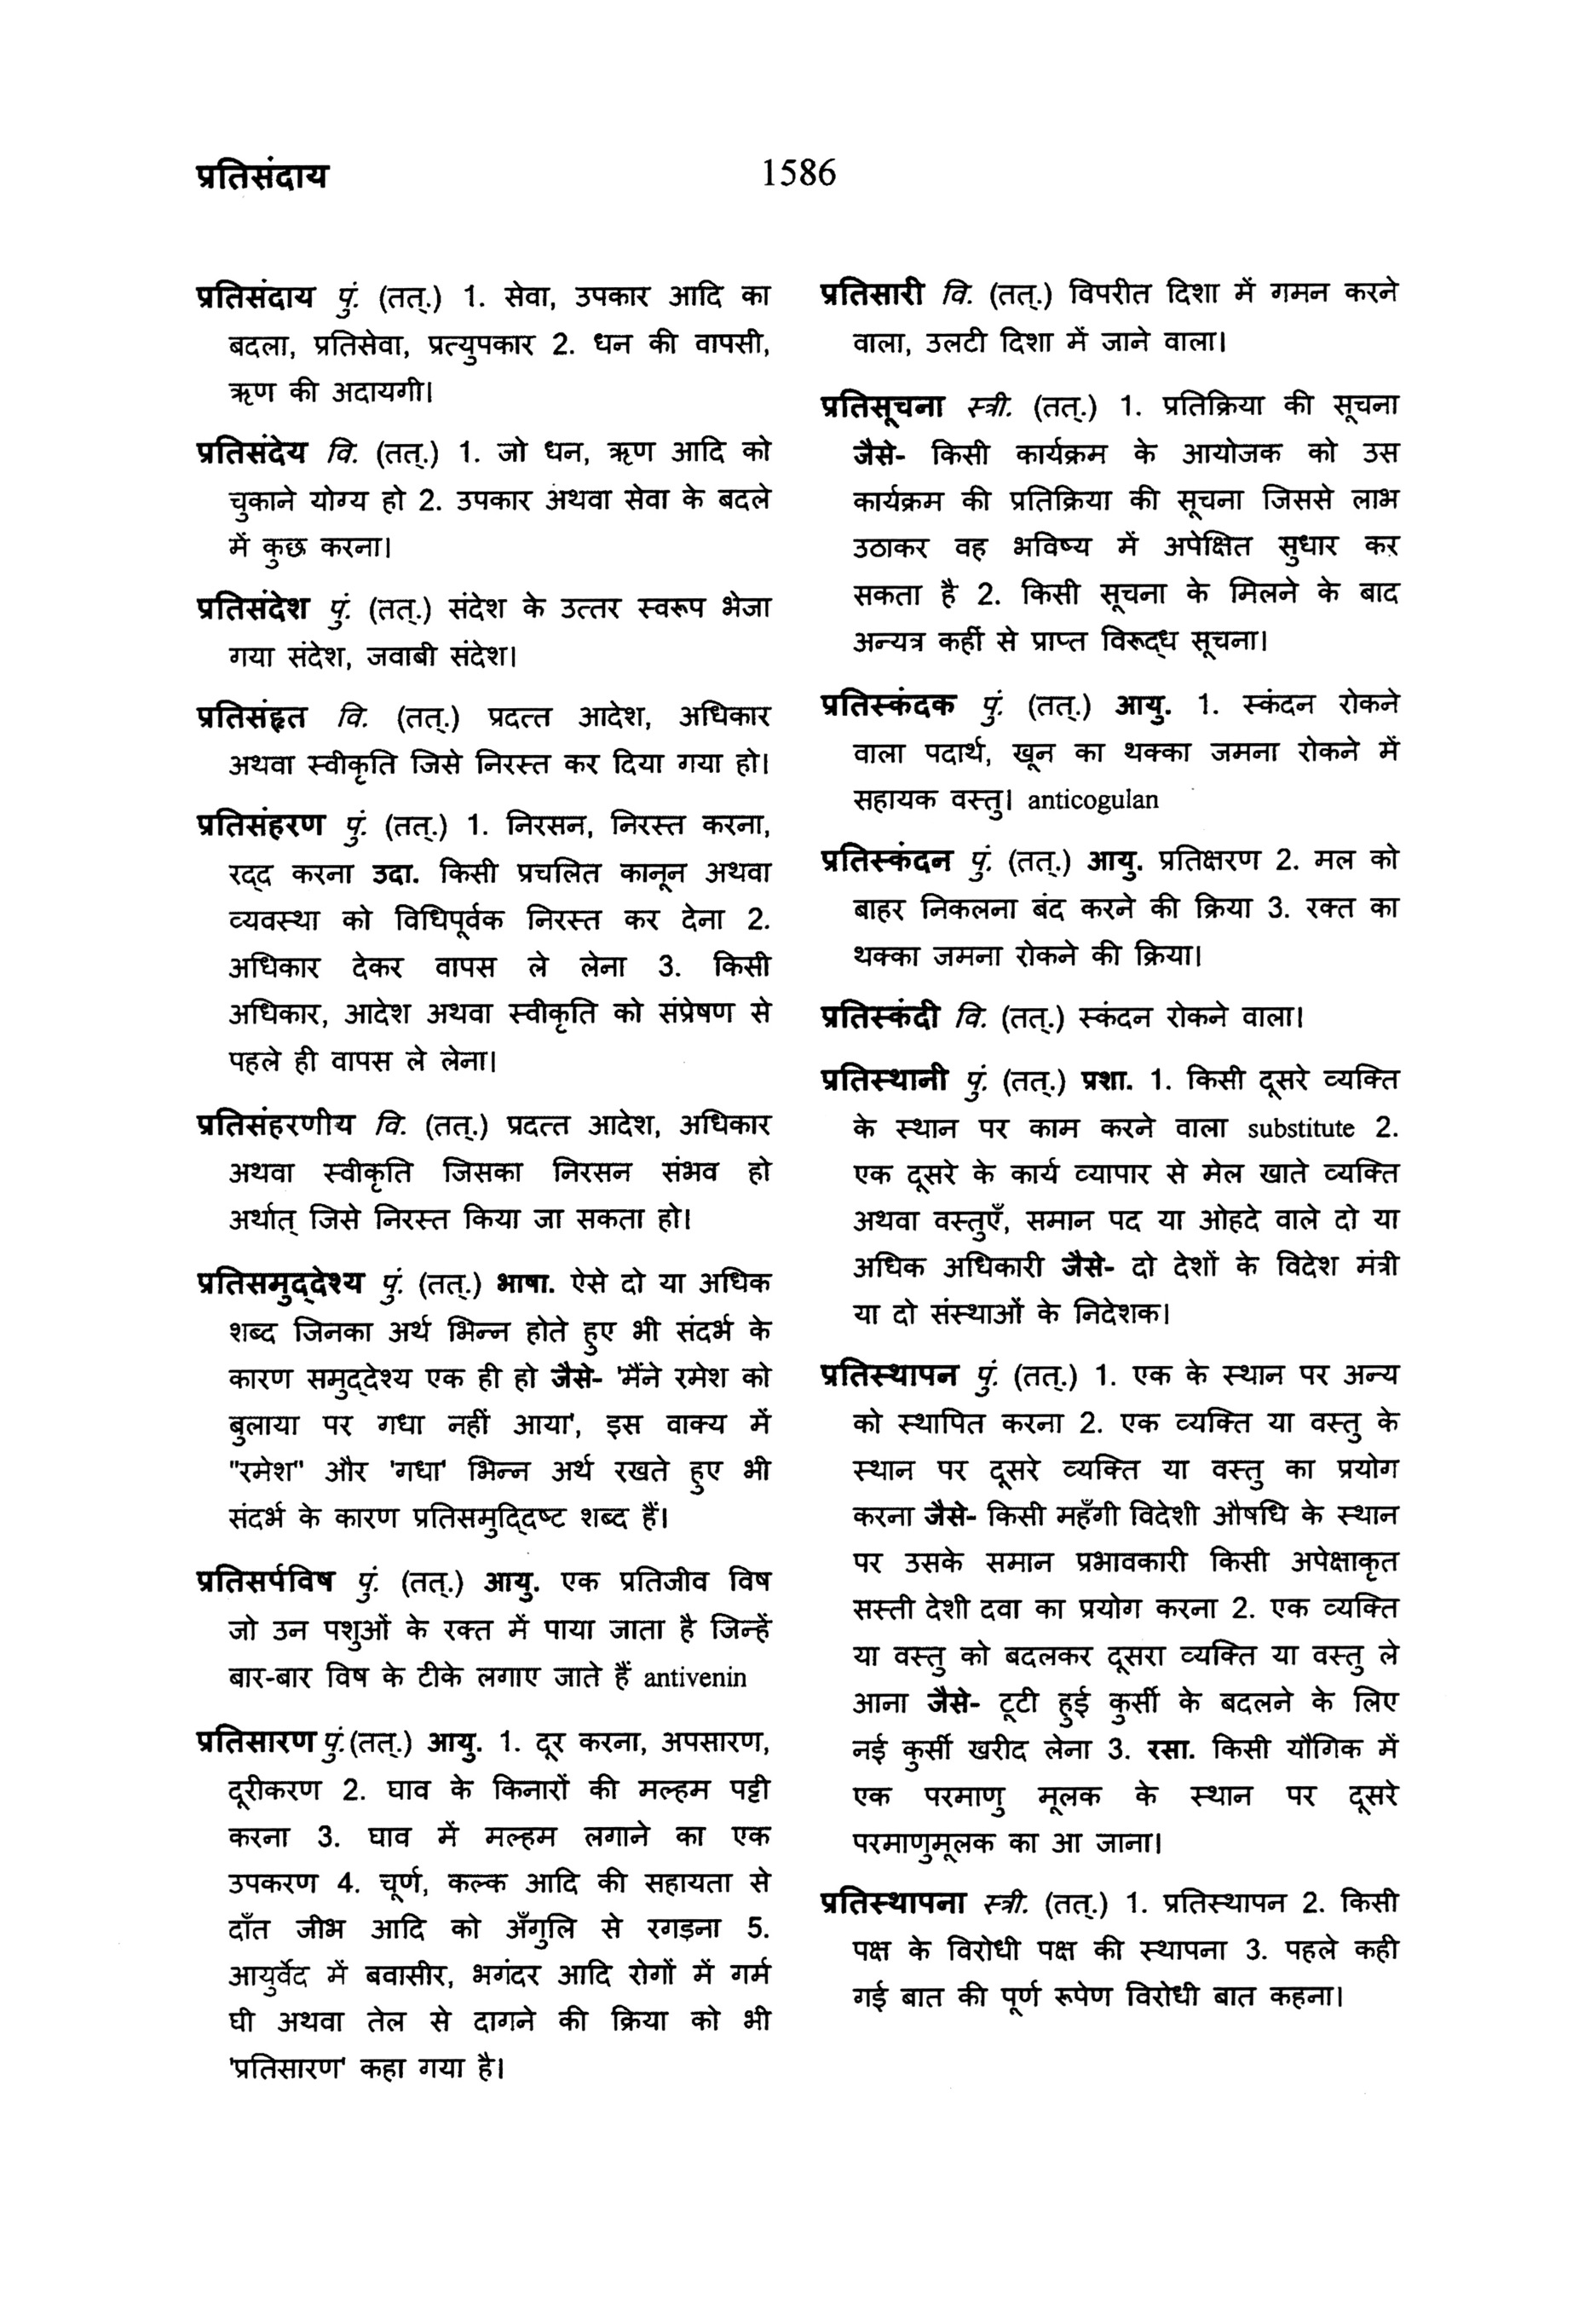 प्रतिसंदाय
1586
प्रतिसंदाय पुं. (तत्.) 1. सेवा, उपकार आदि का
बदला, प्रतिसेवा, प्रत्युपकार 2. धन की वापसी,
ऋण की अदायगी।
प्रतिसंदेय वि. (तत्.) 1. जो धन, ऋण आदि को
चुकाने योग्य हो 2. उपकार अथवा सेवा के बदले
में कुछ करना।
प्रतिसंदेश पुं. (तत्.) संदेश के उत्तर स्वरूप भेजा
गया संदेश, जवाबी संदेश।
प्रतिसंहृत वि. (तत्.) प्रदत्त आदेश, अधिकार
अथवा स्वीकृति जिसे निरस्त कर दिया गया हो।
प्रतिसंहरण पुं. (तत्.) 1. निरसन, निरस्त करना,
रद्द करना उदा. किसी प्रचलित कानून अथवा
व्यवस्था को विधिपूर्वक निरस्त कर देना 2.
अधिकार देकर वापस ले लेना 3. किसी
अधिकार, आदेश अथवा स्वीकृति को संप्रेषण से
पहले ही वापस ले लेना।
प्रतिसंहरणीय वि. (तत्.) प्रदत्त आदेश, अधिकार
अथवा स्वीकृति जिसका निरसन संभव हो
अर्थात् जिसे निरस्त किया जा सकता हो।
प्रतिसमुद्देश्य पुं. (तत्.) भाषा. ऐसे दो या अधिक
शब्द जिनका अर्थ भिन्न होते हुए भी संदर्भ के
कारण समुद्देश्य एक ही हो जैसे- 'मैंने रमेश को
बुलाया पर गधा नहीं आया', इस वाक्य में
"रमेश" और 'गधा' भिन्न अर्थ रखते हुए भी
संदर्भ के कारण प्रतिसमुद्दिष्ट शब्द हैं।
प्रतिसर्पविष पुं. (तत्.) आयु. एक प्रतिजीव विष
जो उन पशुओं के रक्त में पाया जाता है जिन्हें
बार-बार विष के टीके लगाए जाते हैं antivenin
प्रतिसारण पुं.(तत्.) आयु. 1. दूर करना, अपसारण,
दूरीकरण 2. घाव के किनारों की मल्हम पट्टी
करना 3. घाव में मल्हम लगाने का एक
उपकरण 4. चूर्ण, कल्क आदि की सहायता से
दाँत जीभ आदि को अँगुलि से रगड़ना 5.
आयुर्वेद में बवासीर, भगंदर आदि रोगों में गर्म
घी अथवा तेल से दागने की क्रिया को भी
'प्रतिसारण' कहा गया है।
प्रतिसारी वि. (तत्.) विपरीत दिशा में गमन करने
वाला, उलटी दिशा में जाने वाला।
प्रतिसूचना स्त्री. (तत्.) 1. प्रतिक्रिया की सूचना
जैसे- किसी कार्यक्रम के आयोजक को उस
कार्यक्रम की प्रतिक्रिया की सूचना जिससे लाभ
उठाकर वह भविष्य में अपेक्षित सुधार कर
सकता है 2. किसी सूचना के मिलने के बाद
अन्यत्र कहीं से प्राप्त विरूद्ध सूचना।
प्रतिस्कंदक पुं. (तत्.) आयु. 1. स्कंदन रोकने
वाला पदार्थ, खून का थक्का जमना रोकने में
सहायक वस्तु। anticogulan
प्रतिस्कंदन पुं. (तत्.) आयु. प्रतिक्षरण 2. मल को
बाहर निकलना बंद करने की क्रिया 3. रक्त का
थक्का जमना रोकने की क्रिया।
प्रतिस्कंदी वि. (तत्.) स्कंदन रोकने वाला।
प्रतिस्थानी पुं. (तत्.) प्रशा. 1. किसी दूसरे व्यक्ति
के स्थान पर काम करने वाला substitute 2.
एक दूसरे के कार्य व्यापार से मेल खाते व्यक्ति
अथवा वस्तुएँ, समान पद या ओहदे वाले दो या
अधिक अधिकारी जैसे- दो देशों के विदेश मंत्री
या दो संस्थाओं के निदेशक।
प्रतिस्थापन पुं. (तत्.) 1. एक के स्थान पर अन्य
को स्थापित करना 2. एक व्यक्ति या वस्तु के
स्थान पर दूसरे व्यक्ति या वस्तु का प्रयोग
करना जैसे- किसी महँगी विदेशी औषधि के स्थान
पर उसके समान प्रभावकारी किसी अपेक्षाकृत
सस्ती देशी दवा का प्रयोग करना 2. एक व्यक्ति
या वस्तु को बदलकर दूसरा व्यक्ति या वस्तु ले
आना जैसे- टूटी हुई कुर्सी के बदलने के लिए
नई कुर्सी खरीद लेना 3. रसा. किसी यौगिक में
एक परमाणु मूलक के स्थान पर दूसरे
परमाणुमूलक का आ जाना।
प्रतिस्थापना स्त्री. (तत्.) 1. प्रतिस्थापन 2. किसी
पक्ष के विरोधी पक्ष की स्थापना 3. पहले कही
गई बात की पूर्ण रूपेण विरोधी बात कहना।